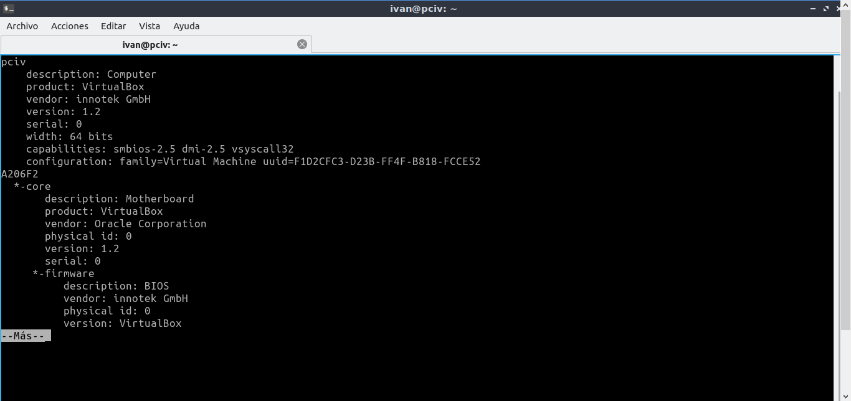 ivan@pciv: ~
Archivo Acciones Editar Vista Ayuda
ivan@pciv: ~
pciv
description: Computer
product: VirtualBox
vendor: innotek GmbH
version: 1.2
serial: 0
width: 64 bits
capabilities: smbios-2.5 dmi-2.5 vsyscall32
configuration: family=Virtual Machine uuid=F1D2CFC3-D23B-FF4F-B818-FCCE52
A206F2
*-core
description: Motherboard
product: VirtualBox
vendor: Oracle Corporation
physical id: 0
version: 1.2
serial: 0
*-firmware
description: BIOS
vendor: innotek GmbH
physical id: 0
version: VirtualBox
--Más--